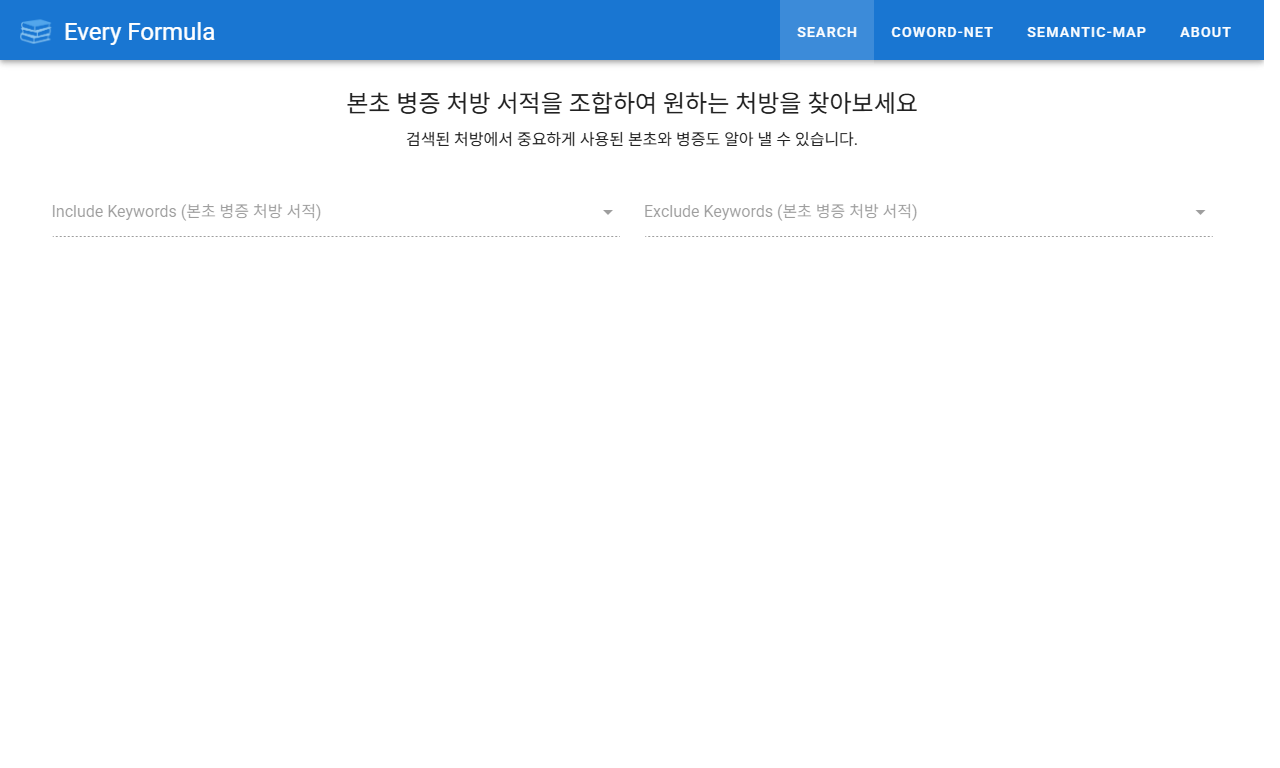 Every Formula
SEARCH COWORD-NET SEMANTIC-MAP ABOUT
본초 병증 처방 서적을 조합하여 원하는 처방을 찾아보세요
검색된 처방에서 중요하게 사용된 본초와 병증도 알아 낼 수 있습니다.
Include Keywords (본초 병증 처방 서적)
Exclude Keywords (본초 병증 처방 서적)